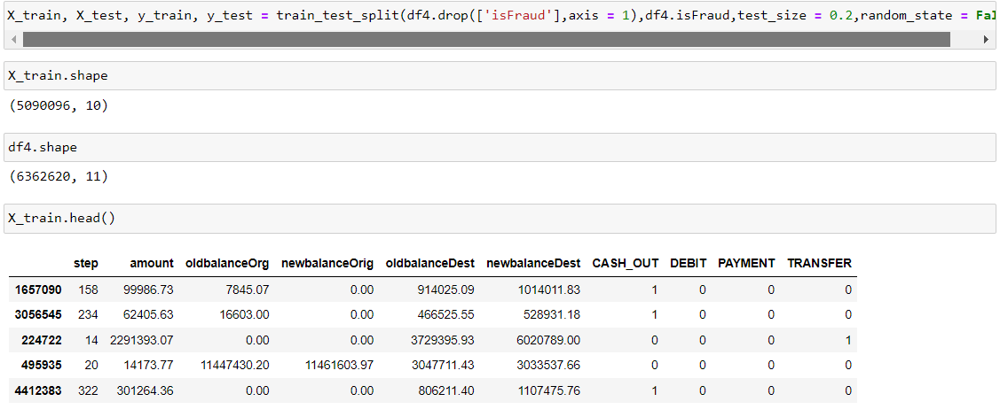 X_train, X_test, y_train, y_test = train_test_split(df4.drop(['isFraud'],axis = 1),df4.isFraud,test_size = 0.2,random_state = Fal
X_train.shape
(5090096, 10)
df4.shape
(6362620, 11)
X_train.head()
step amount oldbalanceOrg newbalanceOrig oldbalanceDest newbalanceDest CASH_OUT DEBIT PAYMENT TRANSFER
1657090 158 99986.73 7845.07 0.00 914025.09 1014011.83 1 0 0 0
3056545 234 62405.63 16603.00 0.00 466525.55 528931.18 1 0 0 0
224722 14 2291393.07 0.00 0.00 3729395.93 6020789.00 0 0 0 1
495935 20 14173.77 11447430.20 11461603.97 3047711.43 3033537.66 0 0 0 0
4412383 322 301264.36 0.00 0.00 806211.40 1107475.76 1 0 0 0